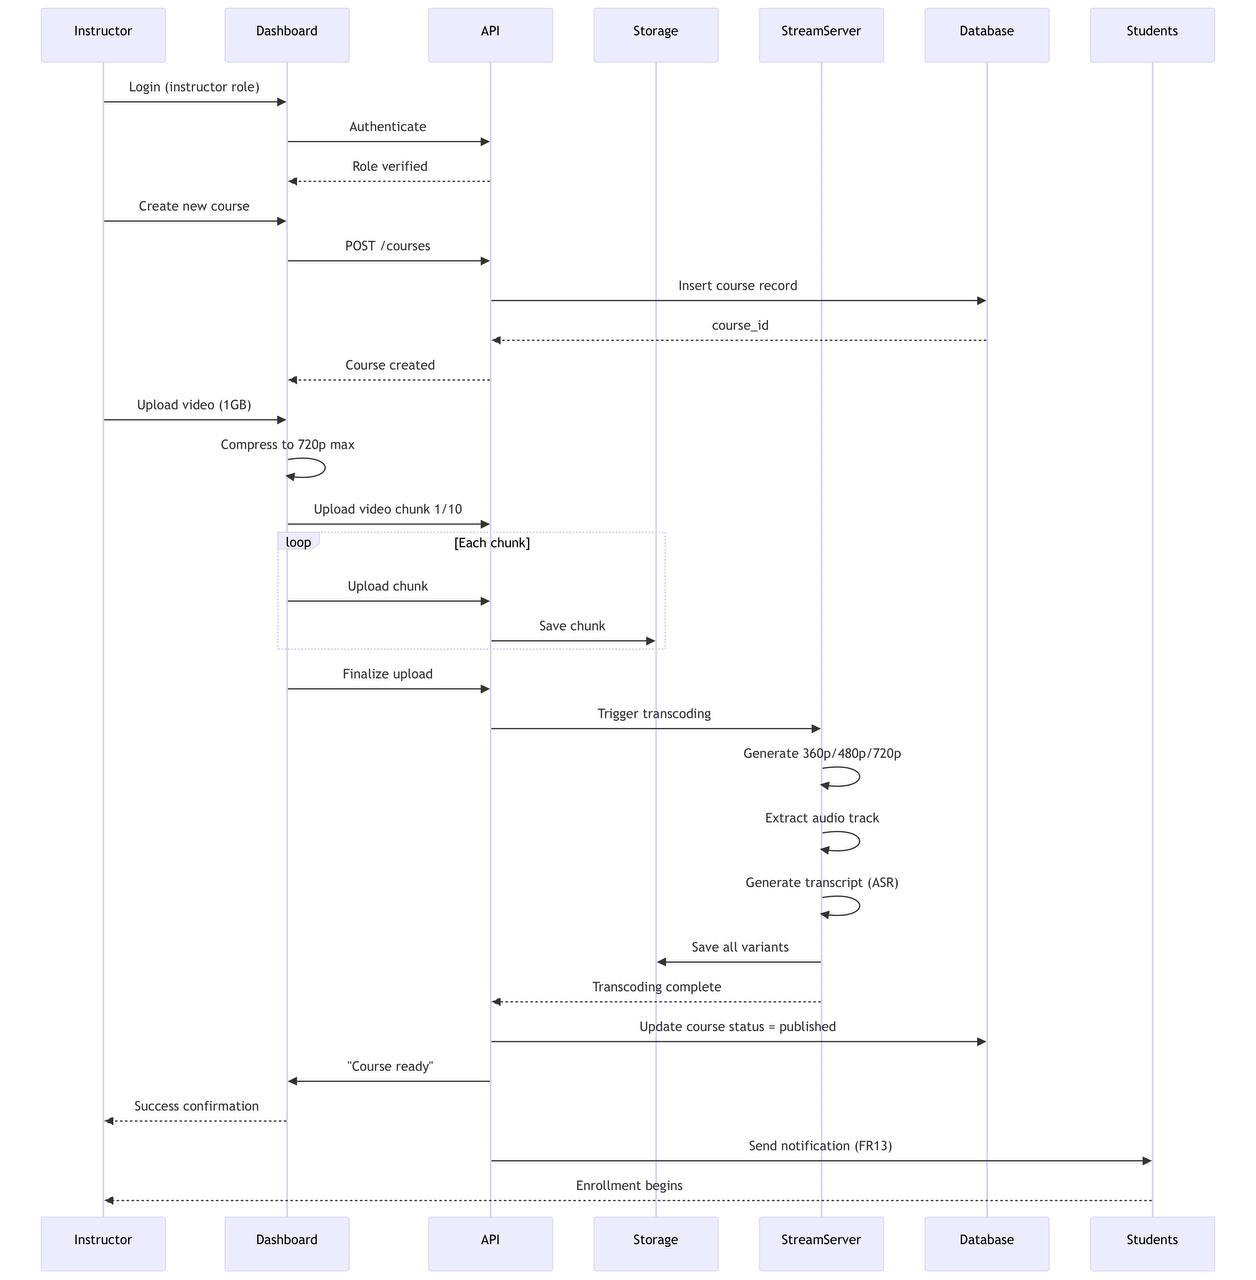 Instructor
Dashboard
API
Storage
StreamServer
Database
Students
Login (instructor role)
Authenticate
Role verified
Create new course
POST /courses
Insert course record
course_id
Course created
Upload video (1GB)
Compress to 720p max
Upload video chunk 1/10
loop
[Each chunk]
Upload chunk
Save chunk
Finalize upload
Trigger transcoding
Generate 360p/480p/720p
Extract audio track
Generate transcript (ASR)
Save all variants
Transcoding complete
Update course status = published
"Course ready"
Success confirmation
Send notification (FR13)
Enrollment begins
Instructor
Dashboard
API
Storage
StreamServer
Database
Students